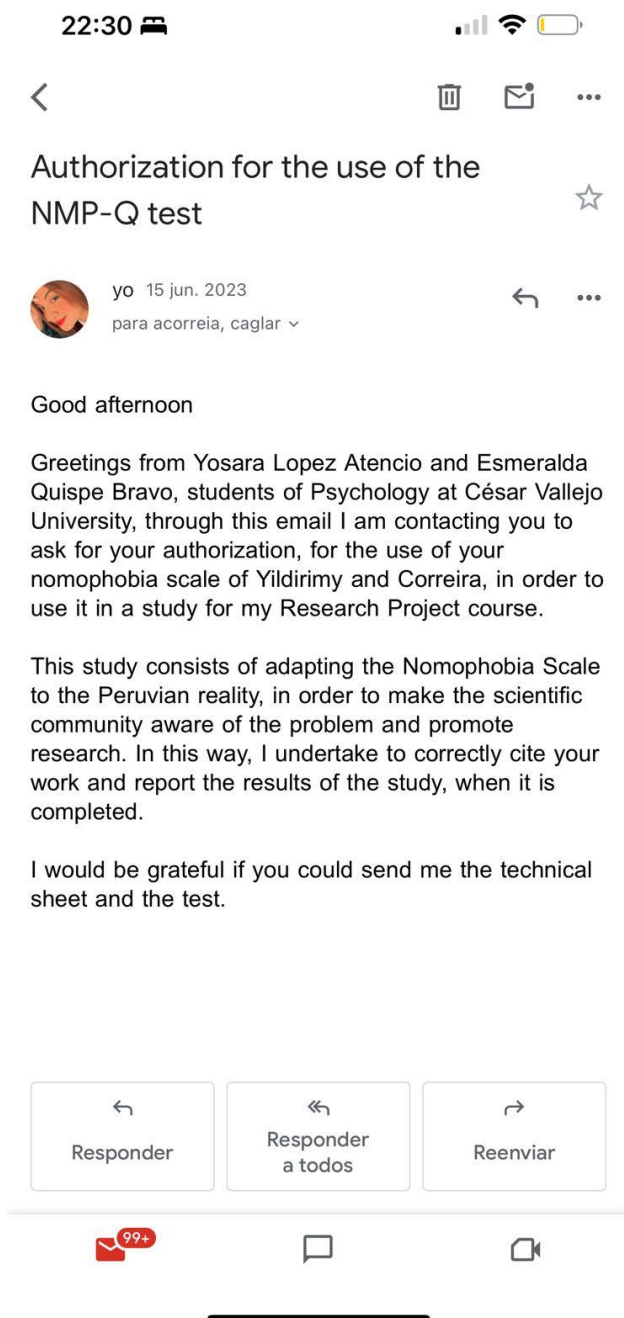 22:30
Authorization for the use of the
NMP-Q test
yo 15 jun. 2023
para acorreia, caglar
Good afternoon
Greetings from Yosara Lopez Atencio and Esmeralda
Quispe Bravo, students of Psychology at César Vallejo
University, through this email I am contacting you to
ask for your authorization, for the use of your
nomophobia scale of Yildirimy and Correira, in order to
use it in a study for my Research Project course.
This study consists of adapting the Nomophobia Scale
to the Peruvian reality, in order to make the scientific
community aware of the problem and promote
research. In this way, I undertake to correctly cite your
work and report the results of the study, when it is
completed.
I would be grateful if you could send me the technical
sheet and the test.
Responder
Responder
a todos
Reenviar
99+